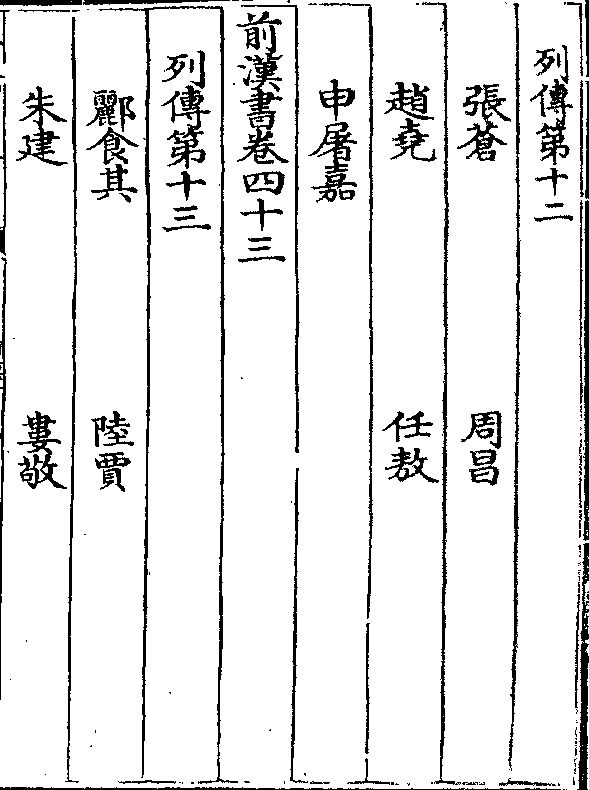 列傳第十二
張蒼 周昌
趙堯 任敖
申屠嘉
前漢書卷四十三
列傳第十三
酈食其 陸賈
朱建 婁敬